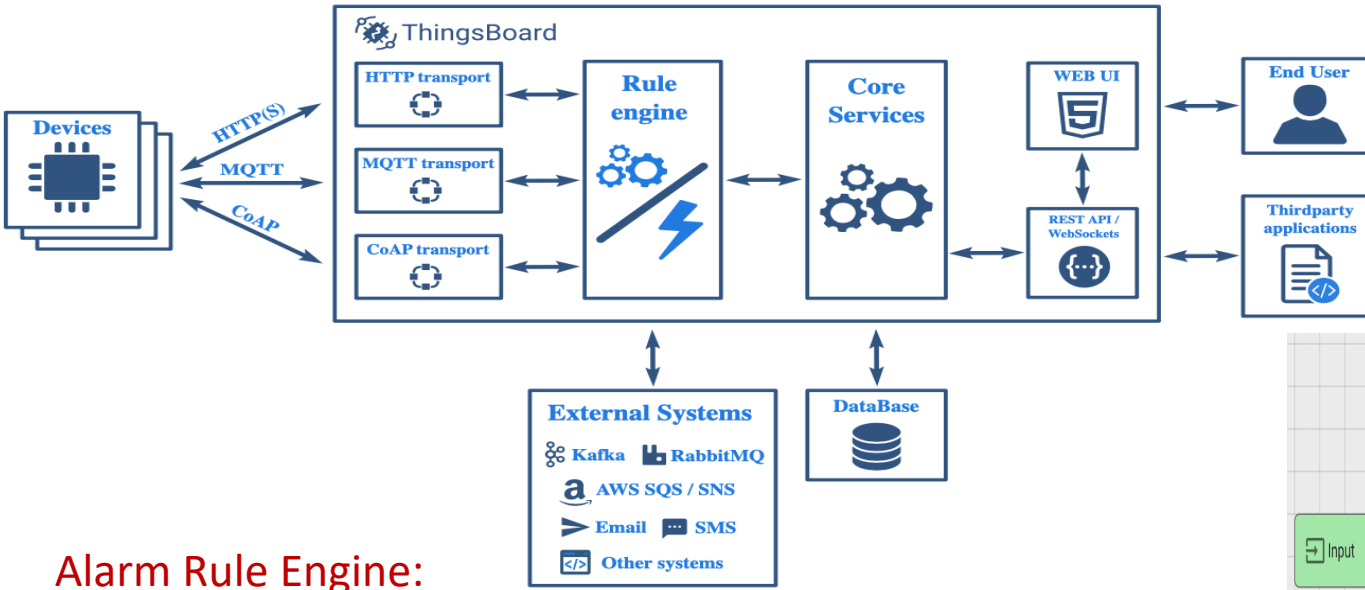 ThingsBoard
Devices
HTTP(S)
MQTT
CoAP
HTTP transport
MQTT transport
CoAP transport
Rule
engine
Core
Services
WEB UI
REST API /
WebSockets
End User
Thirdparty
applications
External Systems
Kafka
RabbitMQ
AWS SQS / SNS
Email
SMS
Other systems
DataBase
Input
Alarm Rule Engine: